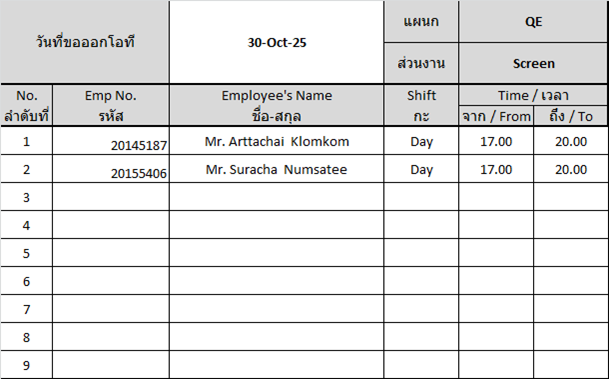 วันที่ขอออกโอที 30-Oct-25 แผนก QE
ส่วนงาน Screen
No. Emp No. Employee's Name Shift Time / เวลา
ลำดับที่ รหัส ชื่อ-สกุล กะ จาก / From ถึง / To
1 20145187 Mr. Arttachai Klomkom Day 17.00 20.00
2 20155406 Mr. Suracha Numsatee Day 17.00 20.00
3
4
5
6
7
8
9